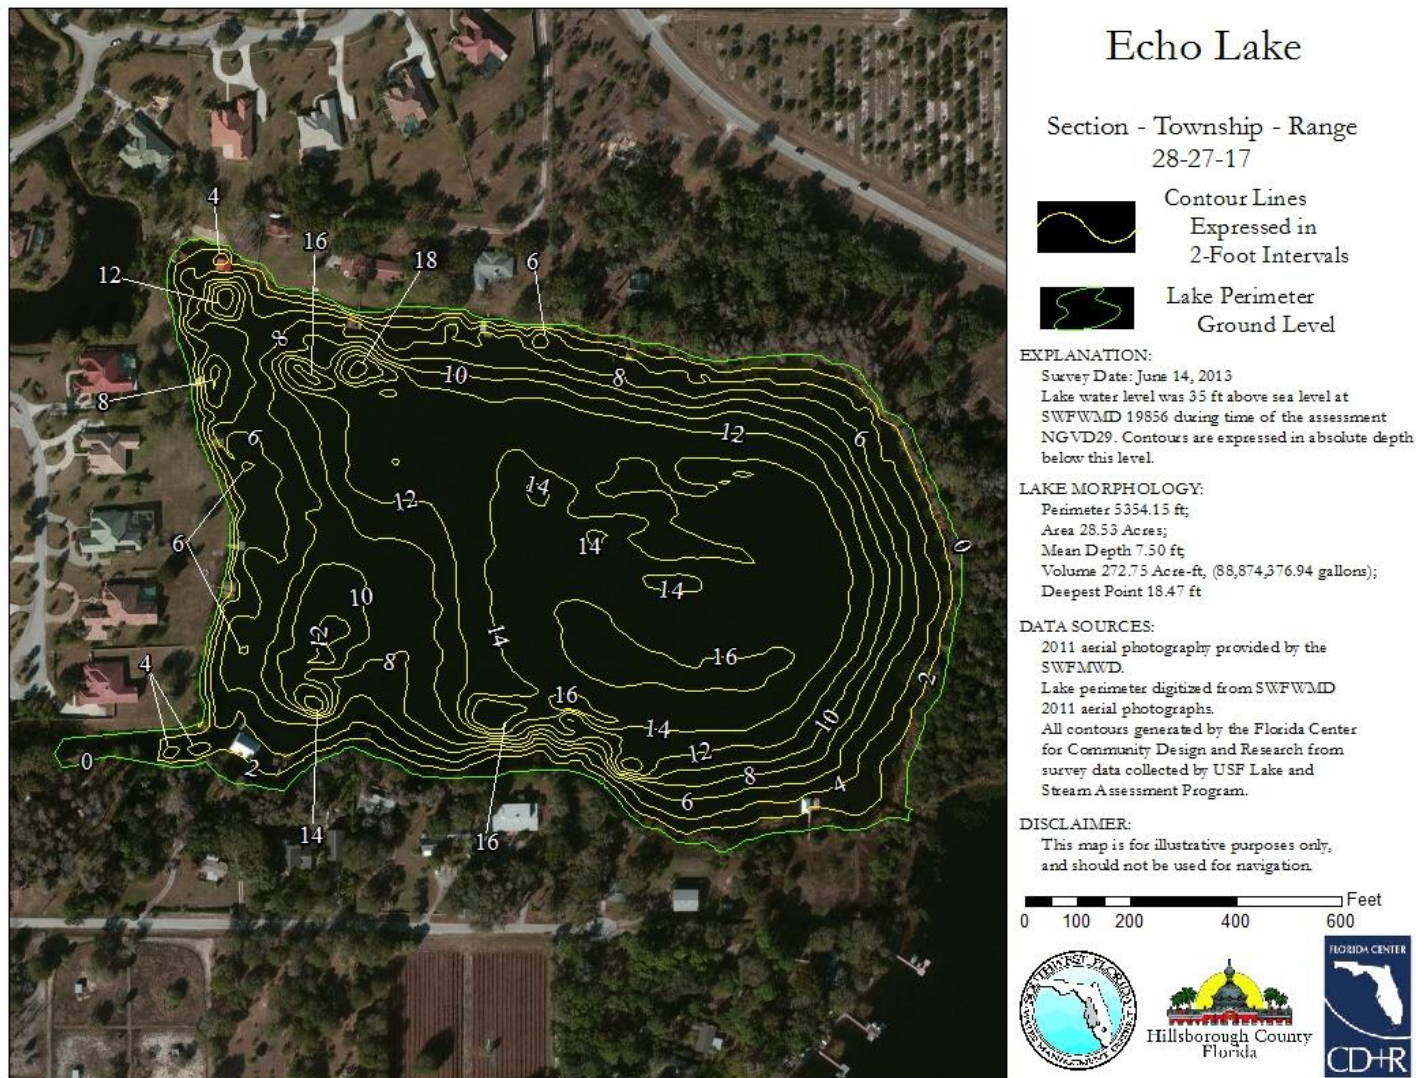 Echo Lake
Section - Township - Range
28-27-17
Contour Lines
Expressed in
2-Foot Intervals
Lake Perimeter
Ground Level
EXPLANATION:
Survey Date: June 14, 2013
Lake water level was 35 ft above sea level at
SWFWMD 19856 during time of the assessment
NGVD29. Contours are expressed in absolute depth
below this level.
LAKE MORPHOLOGY:
Perimeter 5354.15 ft;
Area 28.53 Acres;
Mean Depth 7.50 ft;
Volume 272.75 Acre-ft, (88,874,376.94 gallons);
Deepest Point 18.47 ft
DATA SOURCES:
2011 aerial photography provided by the
SWFMWD.
Lake perimeter digitized from SWFWMD
2011 aerial photographs.
All contours generated by the Florida Center
for Community Design and Research from
survey data collected by USF Lake and
Stream Assessment Program.
DISCLAIMER:
This map is for illustrative purposes only,
and should not be used for navigation.
Feet
0 100 200 400 600
SOUTHWEST FLORIDA
WATER MANAGEMENT DISTRICT
Hillsborough County
Florida
FLORIDA CENTER
CD+R
4
16
18
6
12
8
10
8
8
12
6
6
14
12
14
0
6
14
10
12
14
8
16
4
16
2
10
14
12
0
2
8
4
6
14
16